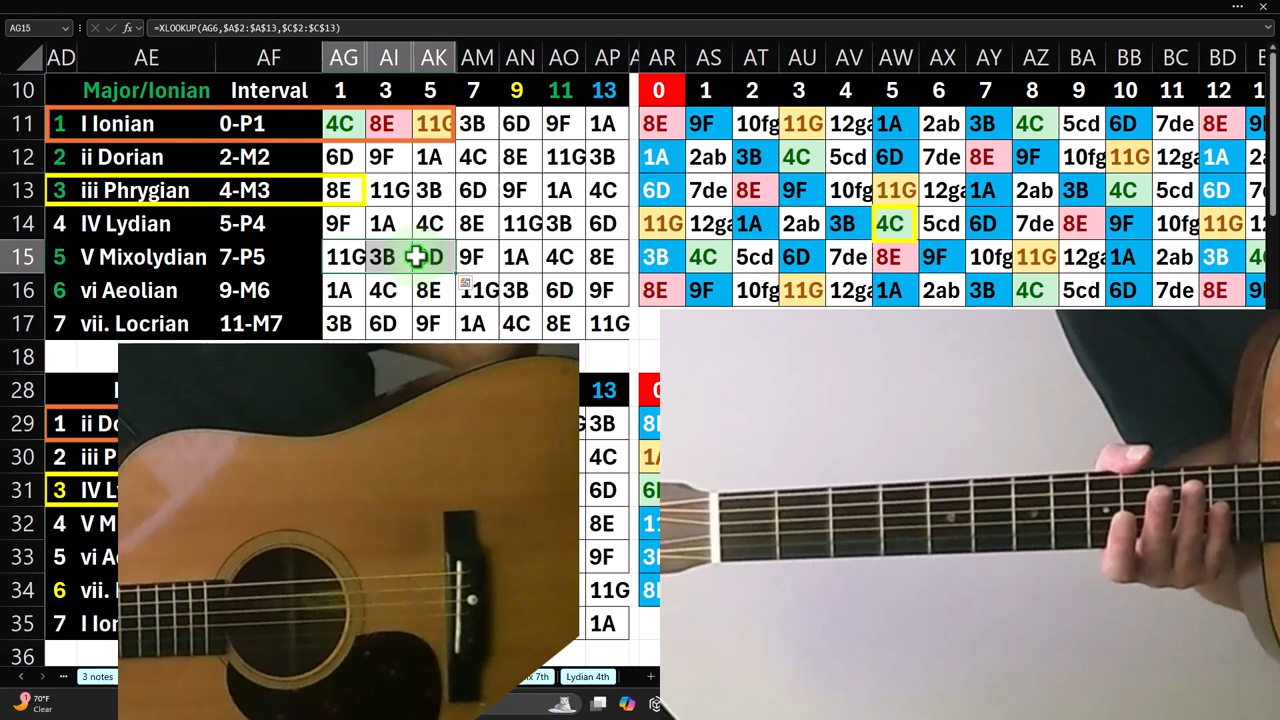 AG15 fx =XLOOKUP(AG6,$A$2:$A$13,$C$2:$C$13)
AD AE AF AG AI AK AM AN AO AP AR AS AT AU AV AW AX AY AZ BA BB BC BD
10 Major/Ionian Interval 1 3 5 7 9 11 13 0 1 2 3 4 5 6 7 8 9 10 11 12
11 1 I Ionian 0-P1 4C 8E 11G 3B 6D 9F 1A 8E 9F 10fg 11G 12ga 1A 2ab 3B 4C 5cd 6D 7de 8E
12 2 ii Dorian 2-M2 6D 9F 1A 4C 8E 11G 3B 1A 2ab 3B 4C 5cd 6D 7de 8E 9F 10fg 11G 12ga 1A
13 3 iii Phrygian 4-M3 8E 11G 3B 6D 9F 1A 4C 6D 7de 8E 9F 10fg 11G 12ga 1A 2ab 3B 4C 5cd 6D
14 4 IV Lydian 5-P4 9F 1A 4C 8E 11G 3B 6D 11G 12ga 1A 2ab 3B 4C 5cd 6D 7de 8E 9F 10fg 11G
15 5 V Mixolydian 7-P5 11G 3B D 9F 1A 4C 8E 3B 4C 5cd 6D 7de 8E 9F 10fg 11G 12ga 1A 2ab 3B
16 6 vi Aeolian 9-M6 1A 4C 8E 11G 3B 6D 9F 8E 9F 10fg 11G 12ga 1A 2ab 3B 4C 5cd 6D 7de 8E
17 7 vii. Locrian 11-M7 3B 6D 9F 1A 4C 8E 11G
18
28 13
29 1 ii Do 3B 8E
30 2 iii P 4C
31 3 IV L 6D
32 4 V M 8E
33 5 vi A 9F
34 6 vii. 11G
35 7 I Ion 1A
36
3 notes 7th Lydian 4th
70°F
Clear